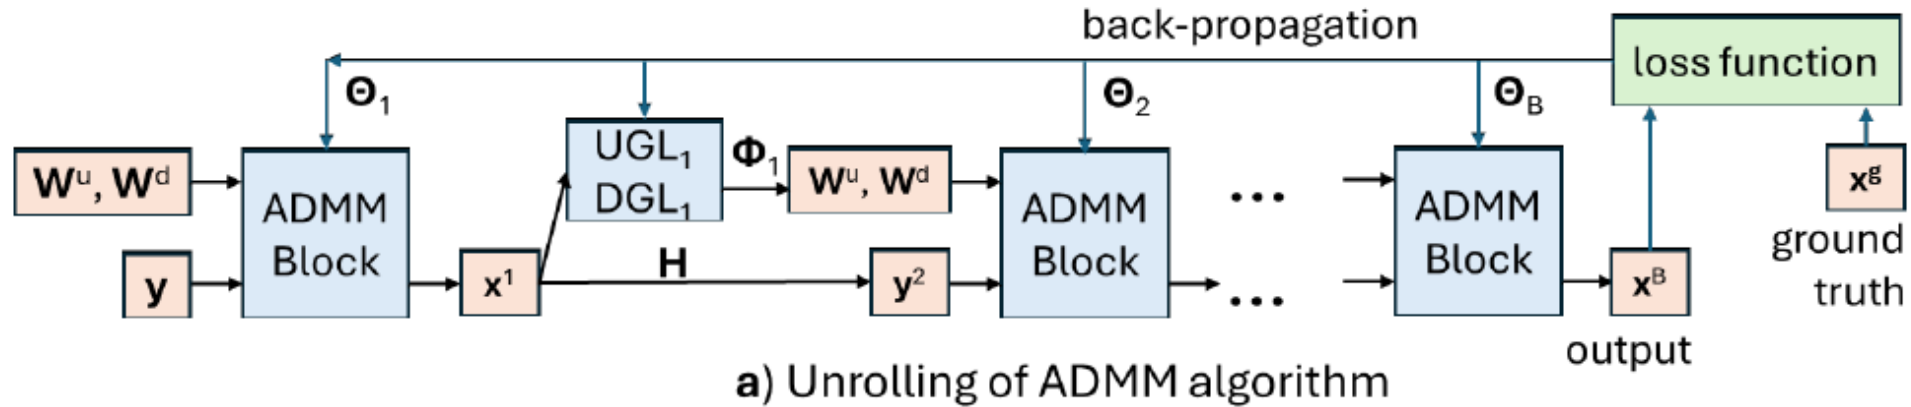 back-propagation
loss function
𝚯₁
𝚯₂
𝚯_B
UGL₁
DGL₁
𝚽₁
Wᵘ, Wᵈ
ADMM
Block
Wᵘ, Wᵈ
ADMM
Block
...
ADMM
Block
xᵍ
ground
truth
y
x¹
H
y²
...
xᴮ
output
a) Unrolling of ADMM algorithm